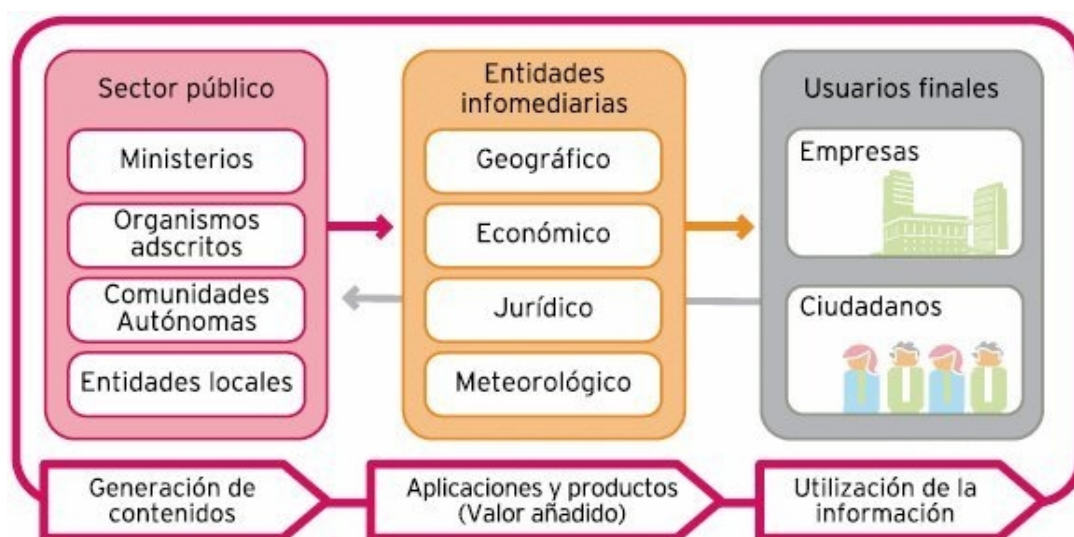 Sector público
Ministerios
Organismos
adscritos
Comunidades
Autónomas
Entidades locales
Entidades
infomediarias
Geográfico
Económico
Jurídico
Meteorológico
Usuarios finales
Empresas
Ciudadanos
Generación de
contenidos
Aplicaciones y productos
(Valor añadido)
Utilización de la
información